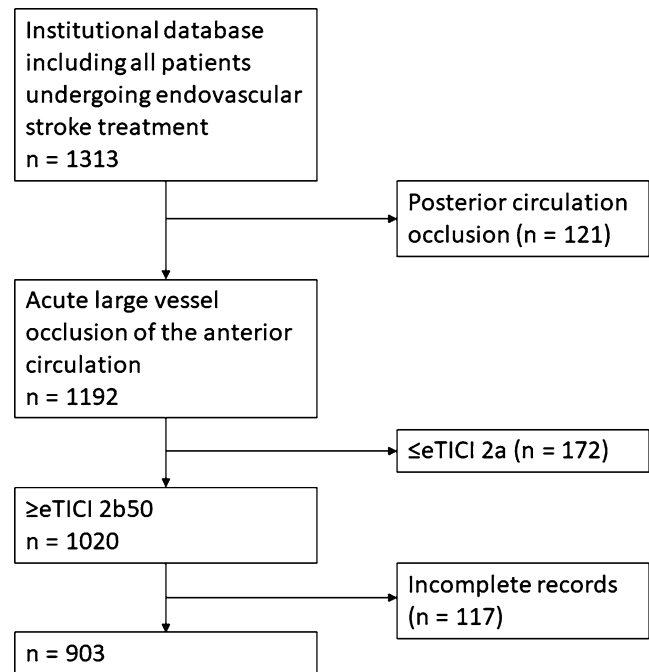 Institutional database
including all patients
undergoing endovascular
stroke treatment
n = 1313
Posterior circulation
occlusion (n = 121)
Acute large vessel
occlusion of the anterior
circulation
n = 1192
≤eTICI 2a (n = 172)
≥eTICI 2b50
n = 1020
Incomplete records
(n = 117)
n = 903